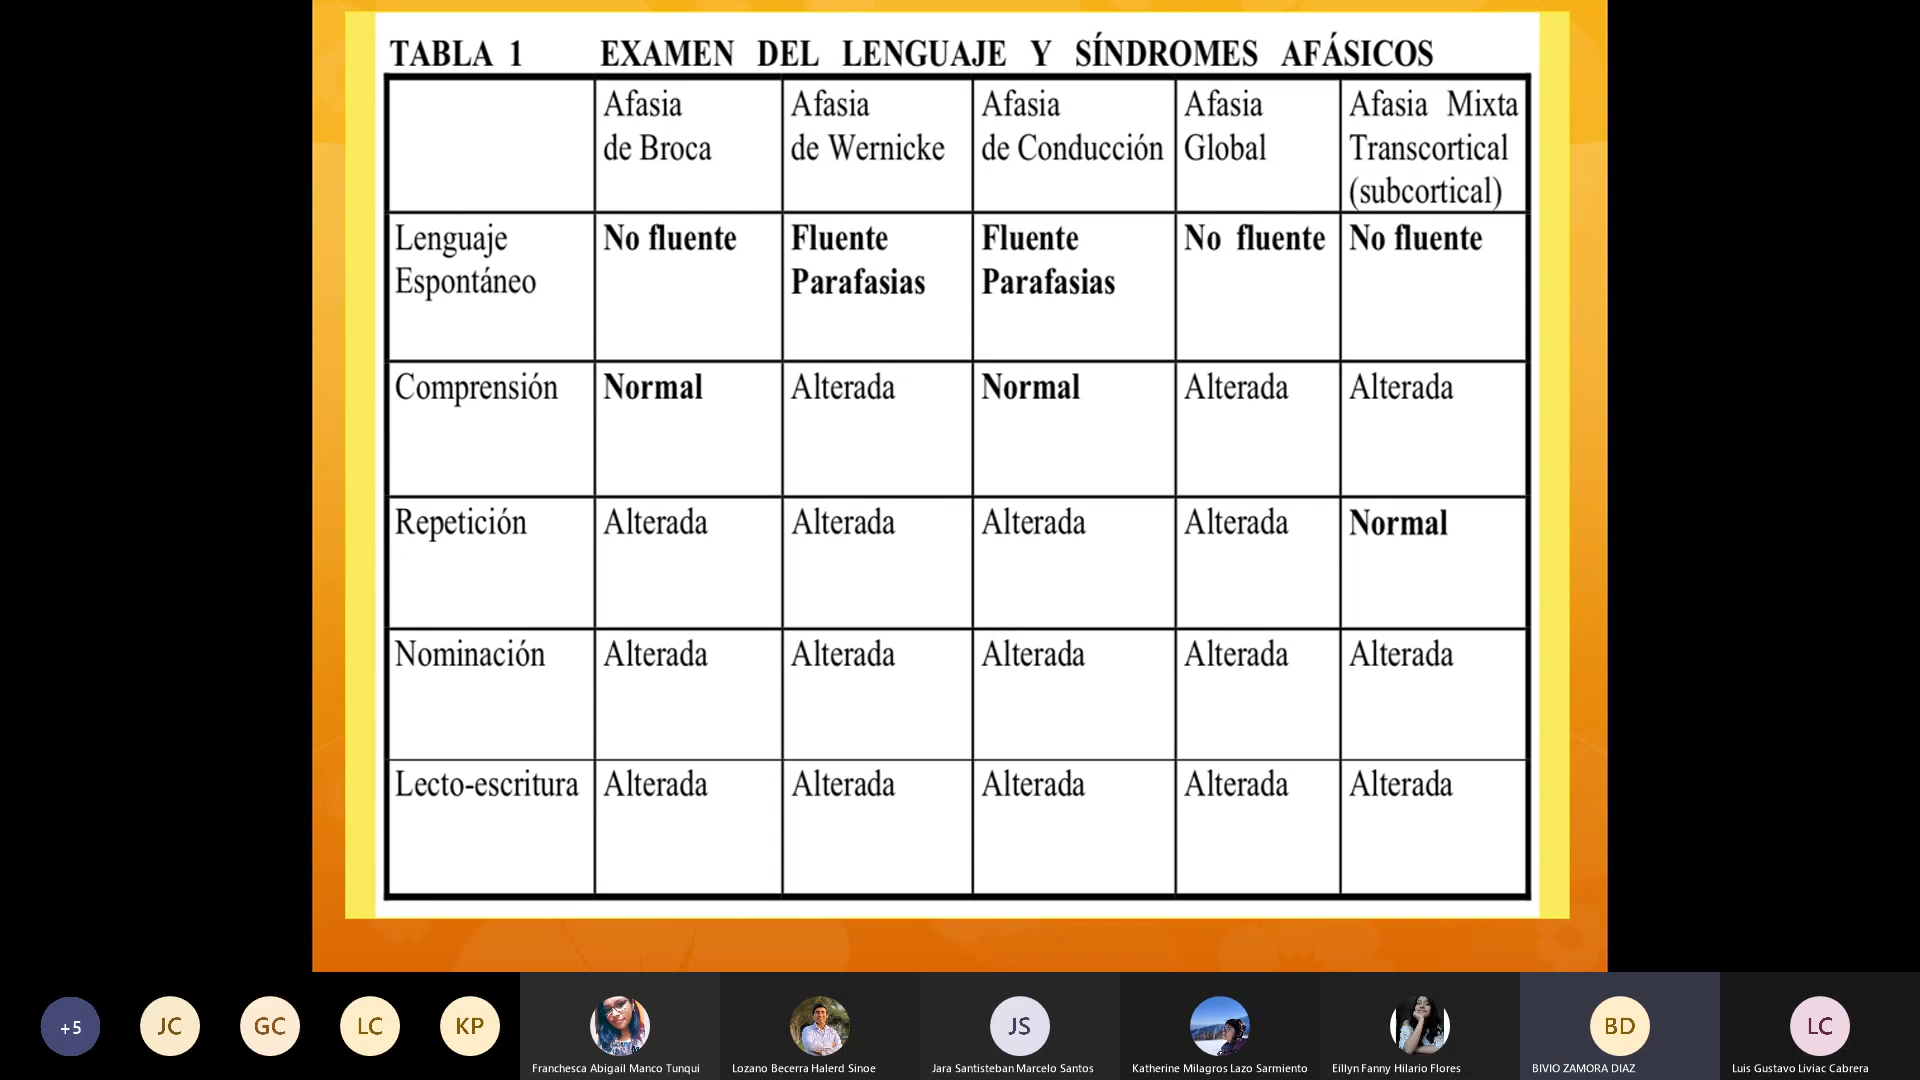 TABLA 1 EXAMEN DEL LENGUAJE Y SÍNDROMES AFÁSICOS
Afasia de Broca
Afasia de Wernicke
Afasia de Conducción
Afasia Global
Afasia Mixta Transcortical (subcortical)
Lenguaje Espontáneo
No fluente
Fluente Parafasias
Fluente Parafasias
No fluente
No fluente
Comprensión
Normal
Alterada
Normal
Alterada
Alterada
Repetición
Alterada
Alterada
Alterada
Alterada
Normal
Nominación
Alterada
Alterada
Alterada
Alterada
Alterada
Lecto-escritura
Alterada
Alterada
Alterada
Alterada
Alterada
+5
JC
GC
LC
KP
Franchesca Abigail Manco Tunqui
Lozano Becerra Halerd Sinoe
JS
Jara Santisteban Marcelo Santos
Katherine Milagros Lazo Sarmiento
Eillyn Fanny Hilario Flores
BD
BIVIO ZAMORA DIAZ
LC
Luis Gustavo Liviac Cabrera